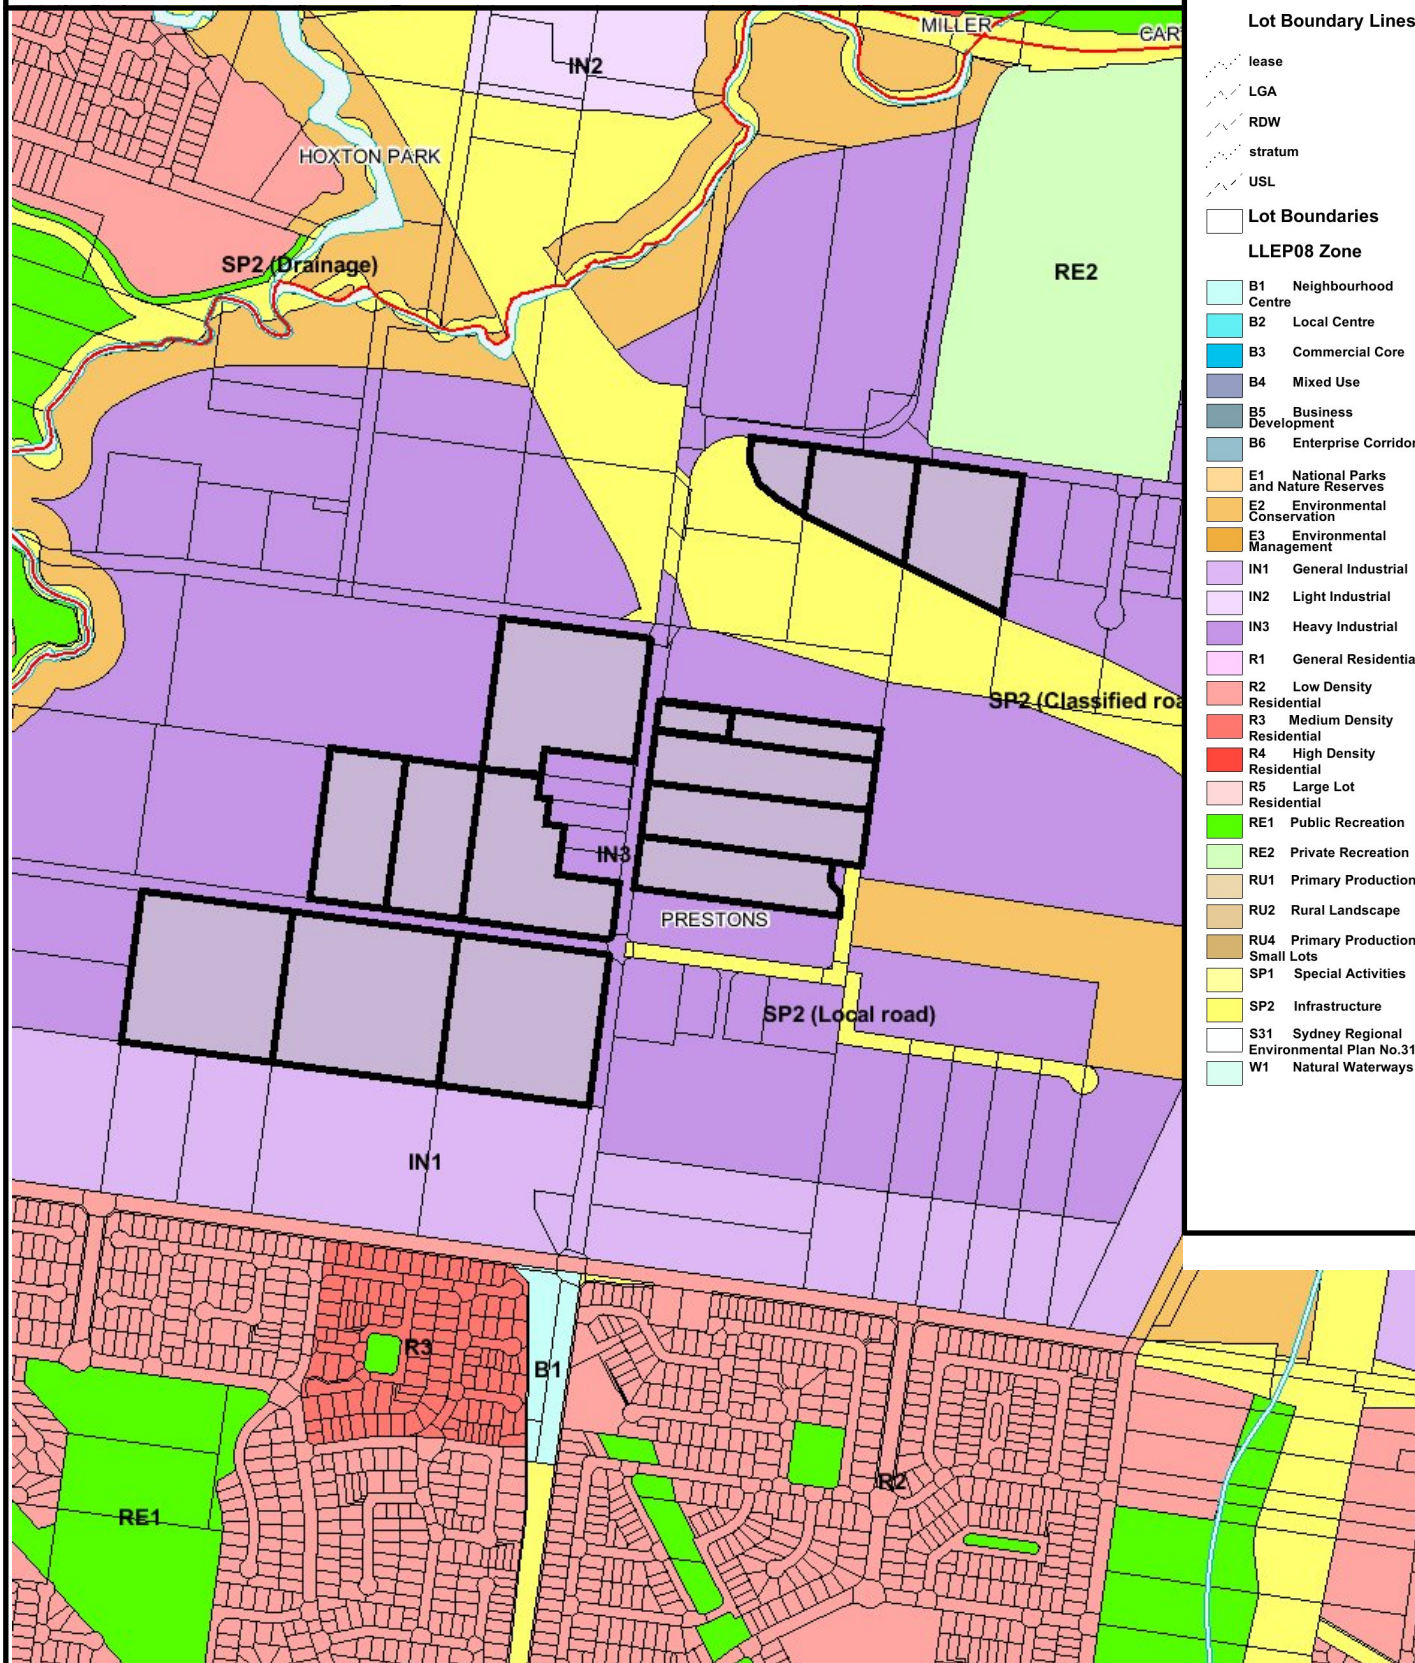 MILLER
CAR
IN2
HOXTON PARK
SP2 (Drainage)
RE2
SP2 (Classified roa
IN3
PRESTONS
SP2 (Local road)
IN1
R3
B1
R2
RE1
Lot Boundary Lines
lease
LGA
RDW
stratum
USL
Lot Boundaries
LLEP08 Zone
B1 Neighbourhood
Centre
B2 Local Centre
B3 Commercial Core
B4 Mixed Use
B5 Business
Development
B6 Enterprise Corridor
E1 National Parks
and Nature Reserves
E2 Environmental
Conservation
E3 Environmental
Management
IN1 General Industrial
IN2 Light Industrial
IN3 Heavy Industrial
R1 General Residentia
R2 Low Density
Residential
R3 Medium Density
Residential
R4 High Density
Residential
R5 Large Lot
Residential
RE1 Public Recreation
RE2 Private Recreation
RU1 Primary Production
RU2 Rural Landscape
RU4 Primary Production
Small Lots
SP1 Special Activities
SP2 Infrastructure
S31 Sydney Regional
Environmental Plan No.31
W1 Natural Waterways